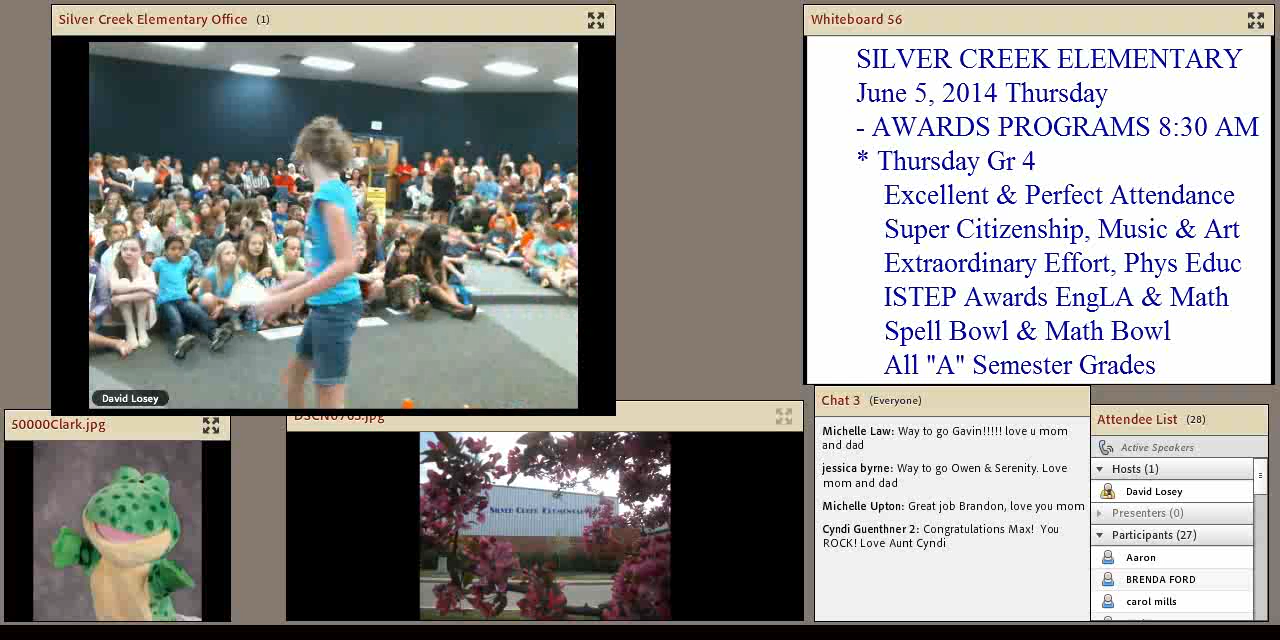 Silver Creek Elementary Office (1)
David Losey
Whiteboard 56
SILVER CREEK ELEMENTARY
June 5, 2014 Thursday
- AWARDS PROGRAMS 8:30 AM
* Thursday Gr 4
Excellent & Perfect Attendance
Super Citizenship, Music & Art
Extraordinary Effort, Phys Educ
ISTEP Awards EngLA & Math
Spell Bowl & Math Bowl
All "A" Semester Grades
50000Clark.jpg
SILVER CREEK ELEMENTARY
Chat 3 (Everyone)
Michelle Law: Way to go Gavin!!!!! love u mom
and dad
jessica byrne: Way to go Owen & Serenity. Love
mom and dad
Michelle Upton: Great job Brandon, love you mom
Cyndi Guenthner 2: Congratulations Max!  You
ROCK! Love Aunt Cyndi
Attendee List (28)
Active Speakers
Hosts (1)
David Losey
Presenters (0)
Participants (27)
Aaron
BRENDA FORD
carol mills